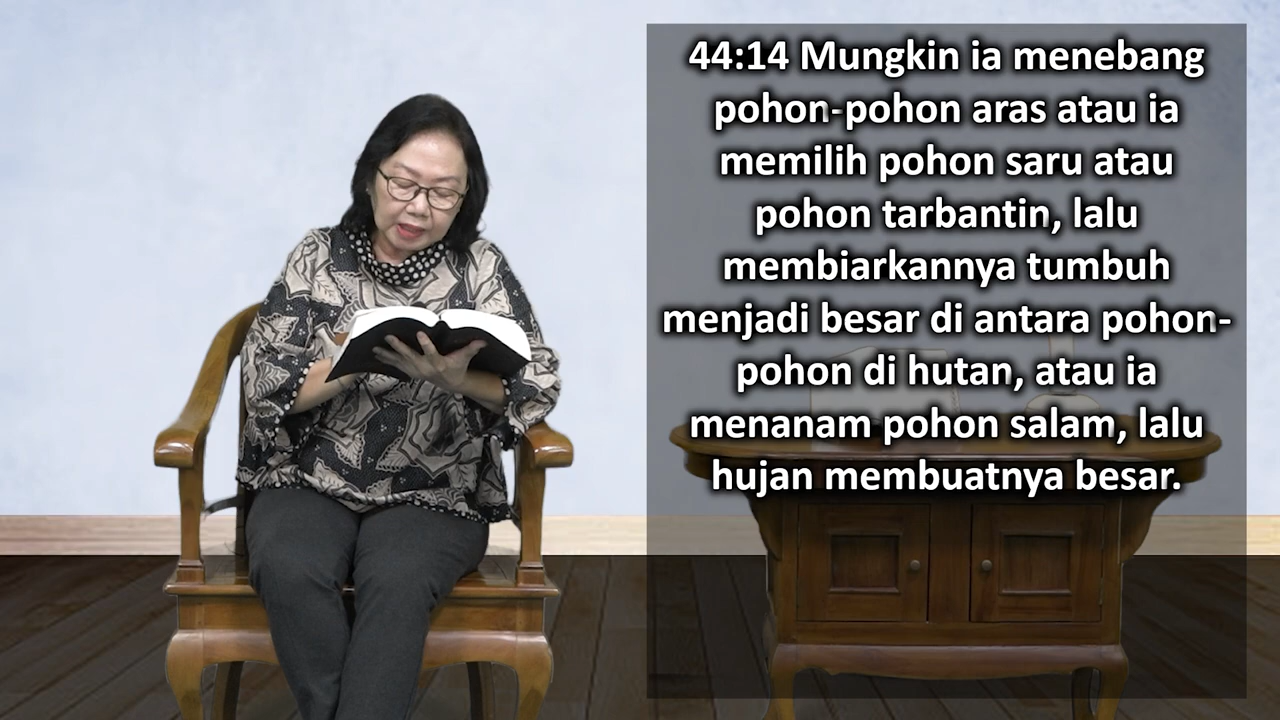 44:14 Mungkin ia menebang
pohon-pohon aras atau ia
memilih pohon saru atau
pohon tarbantin, lalu
membiarkannya tumbuh
menjadi besar di antara pohon-
pohon di hutan, atau ia
menanam pohon salam, lalu
hujan membuatnya besar.